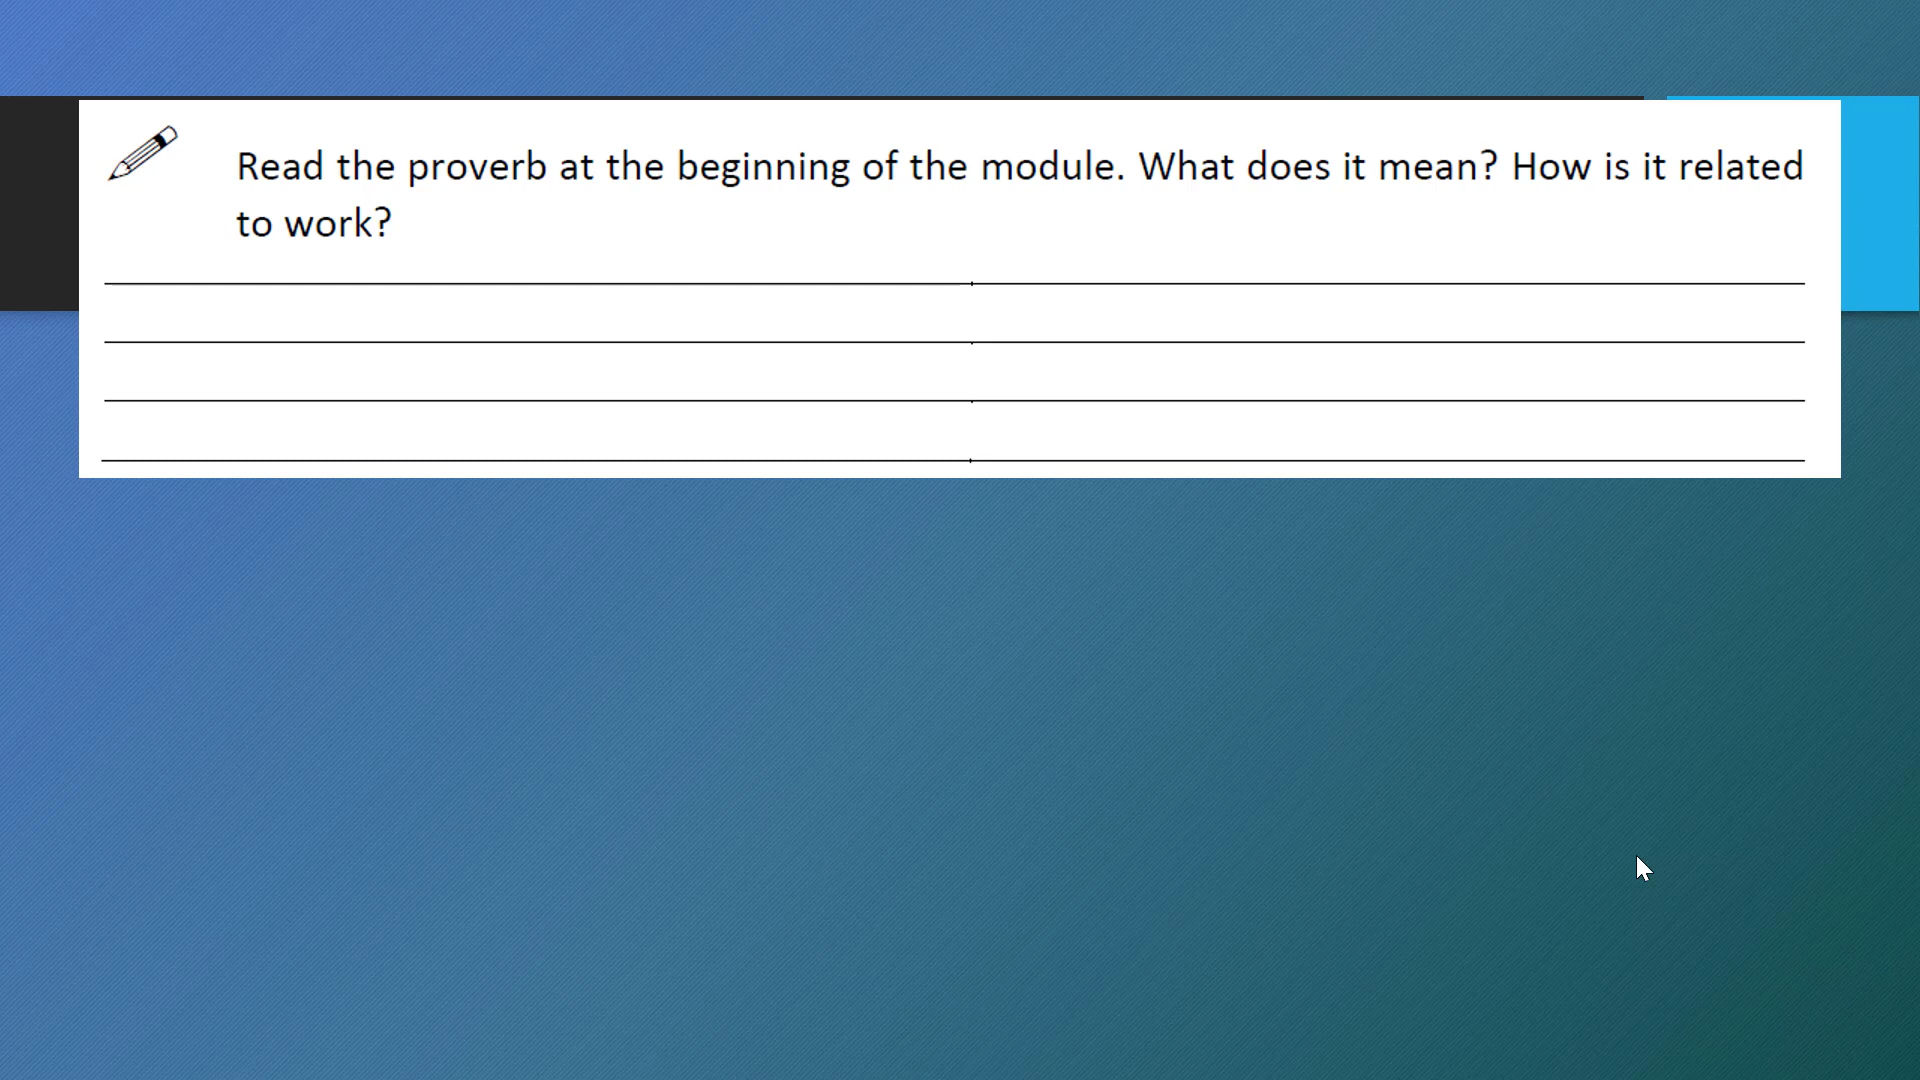 Read the proverb at the beginning of the module. What does it mean? How is it related
to work?